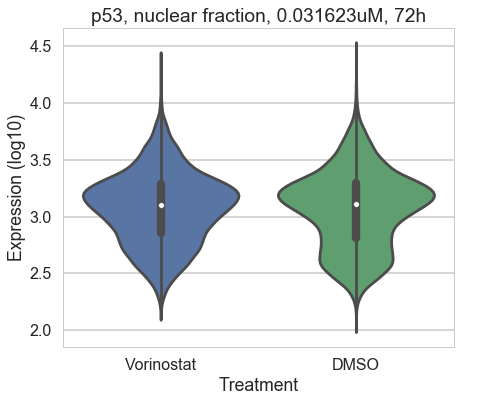 p53, nuclear fraction, 0.031623uM, 72h
Expression (log10)
4.5
4.0
3.5
3.0
2.5
2.0
Vorinostat
DMSO
Treatment